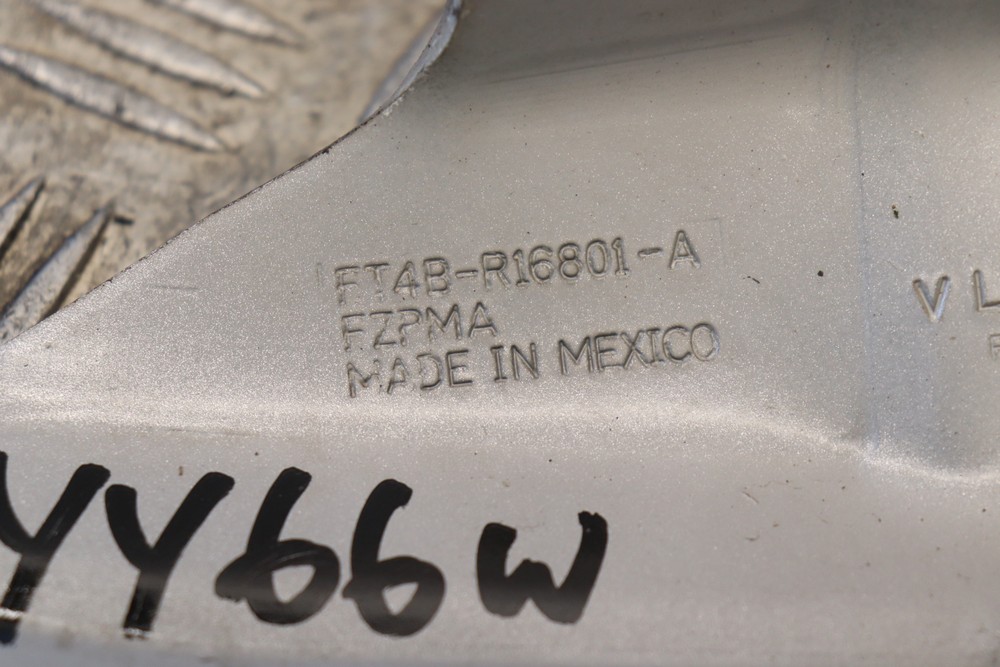 FT4B-R16801-A
FZPMA
MADE IN MEXICO
V L
YY66W